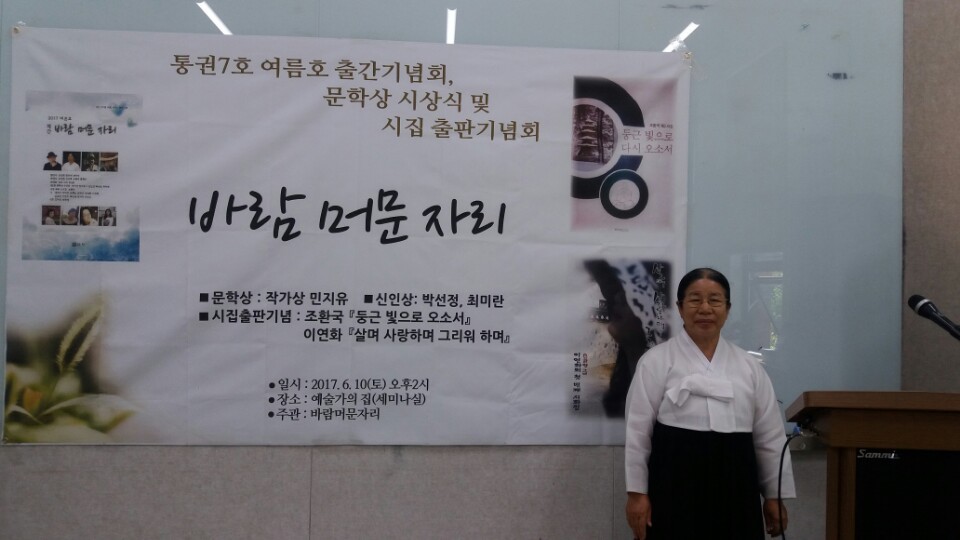 통권7호 여름호 출간기념회,
문학상 시상식 및
시집 출판기념회
바람 머문 자리
둥근 빛으로
다시 오소서
바람 머문 자리
■ 문학상 : 작가상 민지유 ■ 신인상: 박선정, 최미란
■ 시집출판기념 : 조환국 『둥근 빛으로 오소서』
이연화 『살며 사랑하며 그리워 하며』
● 일시 : 2017. 6. 10(토) 오후2시
● 장소 : 예술가의 집(세미나실)
● 주관 : 바람머문자리
Sammi